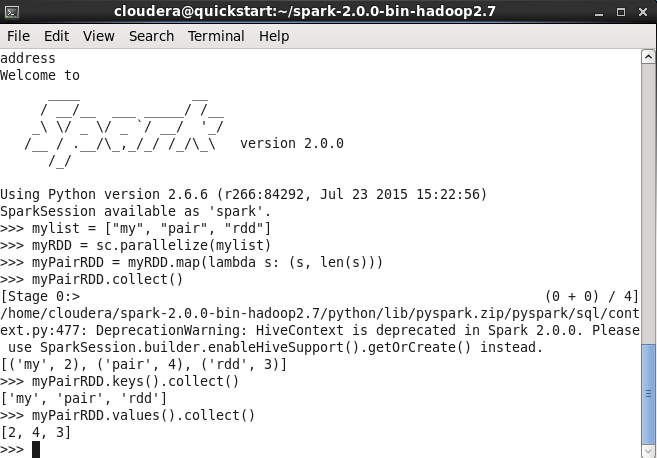 cloudera@quickstart:~/spark-2.0.0-bin-hadoop2.7
File Edit View Search Terminal Help
address
Welcome to
      ____              __
     / __/__  ___ _____/ /__
    _\ \/ _ \/ _ `/ __/  '_/
   /__ / .__/\_,_/_/ /_/\_\   version 2.0.0
      /_/
Using Python version 2.6.6 (r266:84292, Jul 23 2015 15:22:56)
SparkSession available as 'spark'.
>>> mylist = ["my", "pair", "rdd"]
>>> myRDD = sc.parallelize(mylist)
>>> myPairRDD = myRDD.map(lambda s: (s, len(s)))
>>> myPairRDD.collect()
[Stage 0:>                                                          (0 + 0) / 4]
/home/cloudera/spark-2.0.0-bin-hadoop2.7/python/lib/pyspark.zip/pyspark/sql/cont
ext.py:477: DeprecationWarning: HiveContext is deprecated in Spark 2.0.0. Please
 use SparkSession.builder.enableHiveSupport().getOrCreate() instead.
[('my', 2), ('pair', 4), ('rdd', 3)]
>>> myPairRDD.keys().collect()
['my', 'pair', 'rdd']
>>> myPairRDD.values().collect()
[2, 4, 3]
>>>